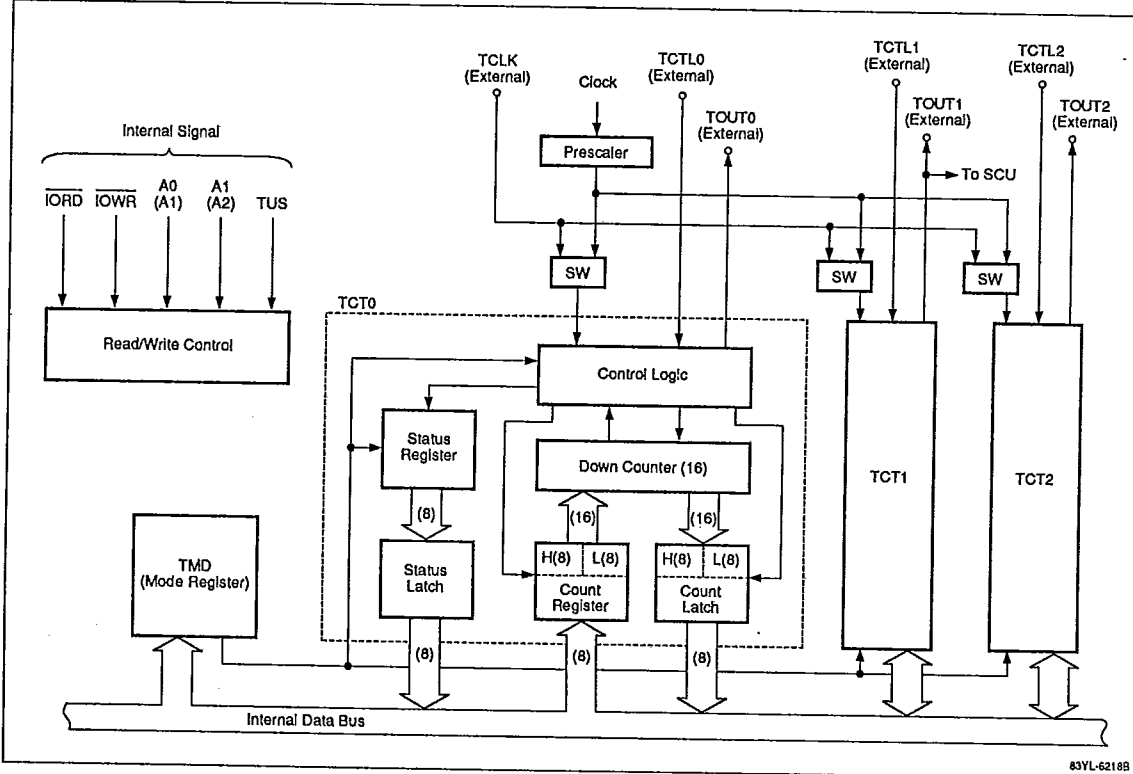 TCLK
(External)
Clock
TCTL0
(External)
TOUT0
(External)
TCTL1
(External)
TOUT1
(External)
TCTL2
(External)
TOUT2
(External)
Prescaler
To SCU
Internal Signal
IORD
IOWR
A0
(A1)
A1
(A2)
TUS
SW
SW
SW
TCT0
Read/Write Control
Control Logic
Status
Register
Down Counter (16)
TCT1
TCT2
(8)
(16)
(16)
TMD
(Mode Register)
Status
Latch
H(8)
L(8)
Count
Register
H(8)
L(8)
Count
Latch
(8)
(8)
(8)
Internal Data Bus
83YL-6218B